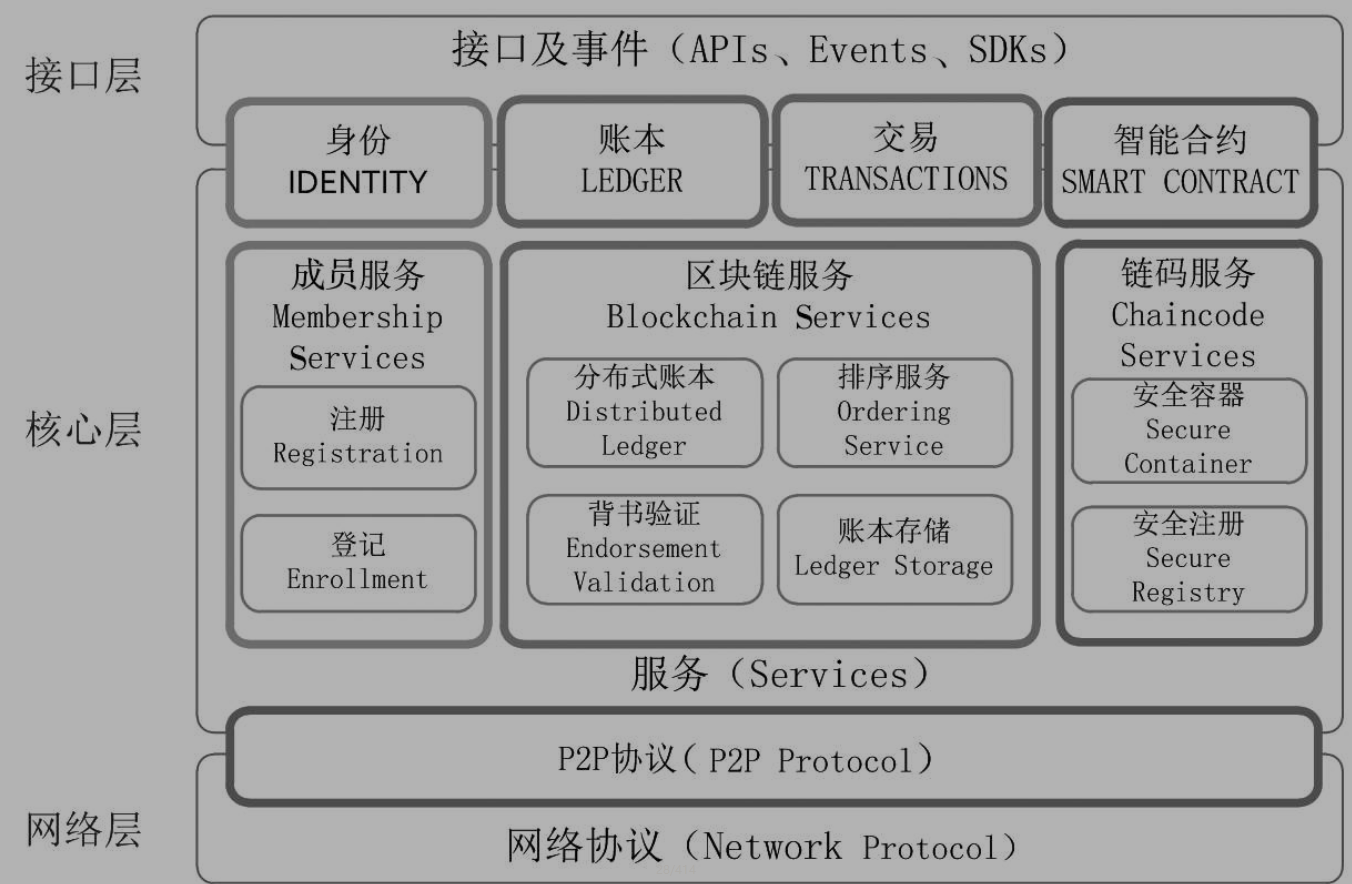 接口层
接口及事件（APIs、Events、SDKs）
身份
IDENTITY
账本
LEDGER
交易
TRANSACTIONS
智能合约
SMART CONTRACT
核心层
成员服务
Membership
Services
注册
Registration
登记
Enrollment
区块链服务
Blockchain Services
分布式账本
Distributed
Ledger
排序服务
Ordering
Service
背书验证
Endorsement
Validation
账本存储
Ledger Storage
链码服务
Chaincode
Services
安全容器
Secure
Container
安全注册
Secure
Registry
服务（Services）
P2P协议（P2P Protocol）
网络层
网络协议（Network Protocol）